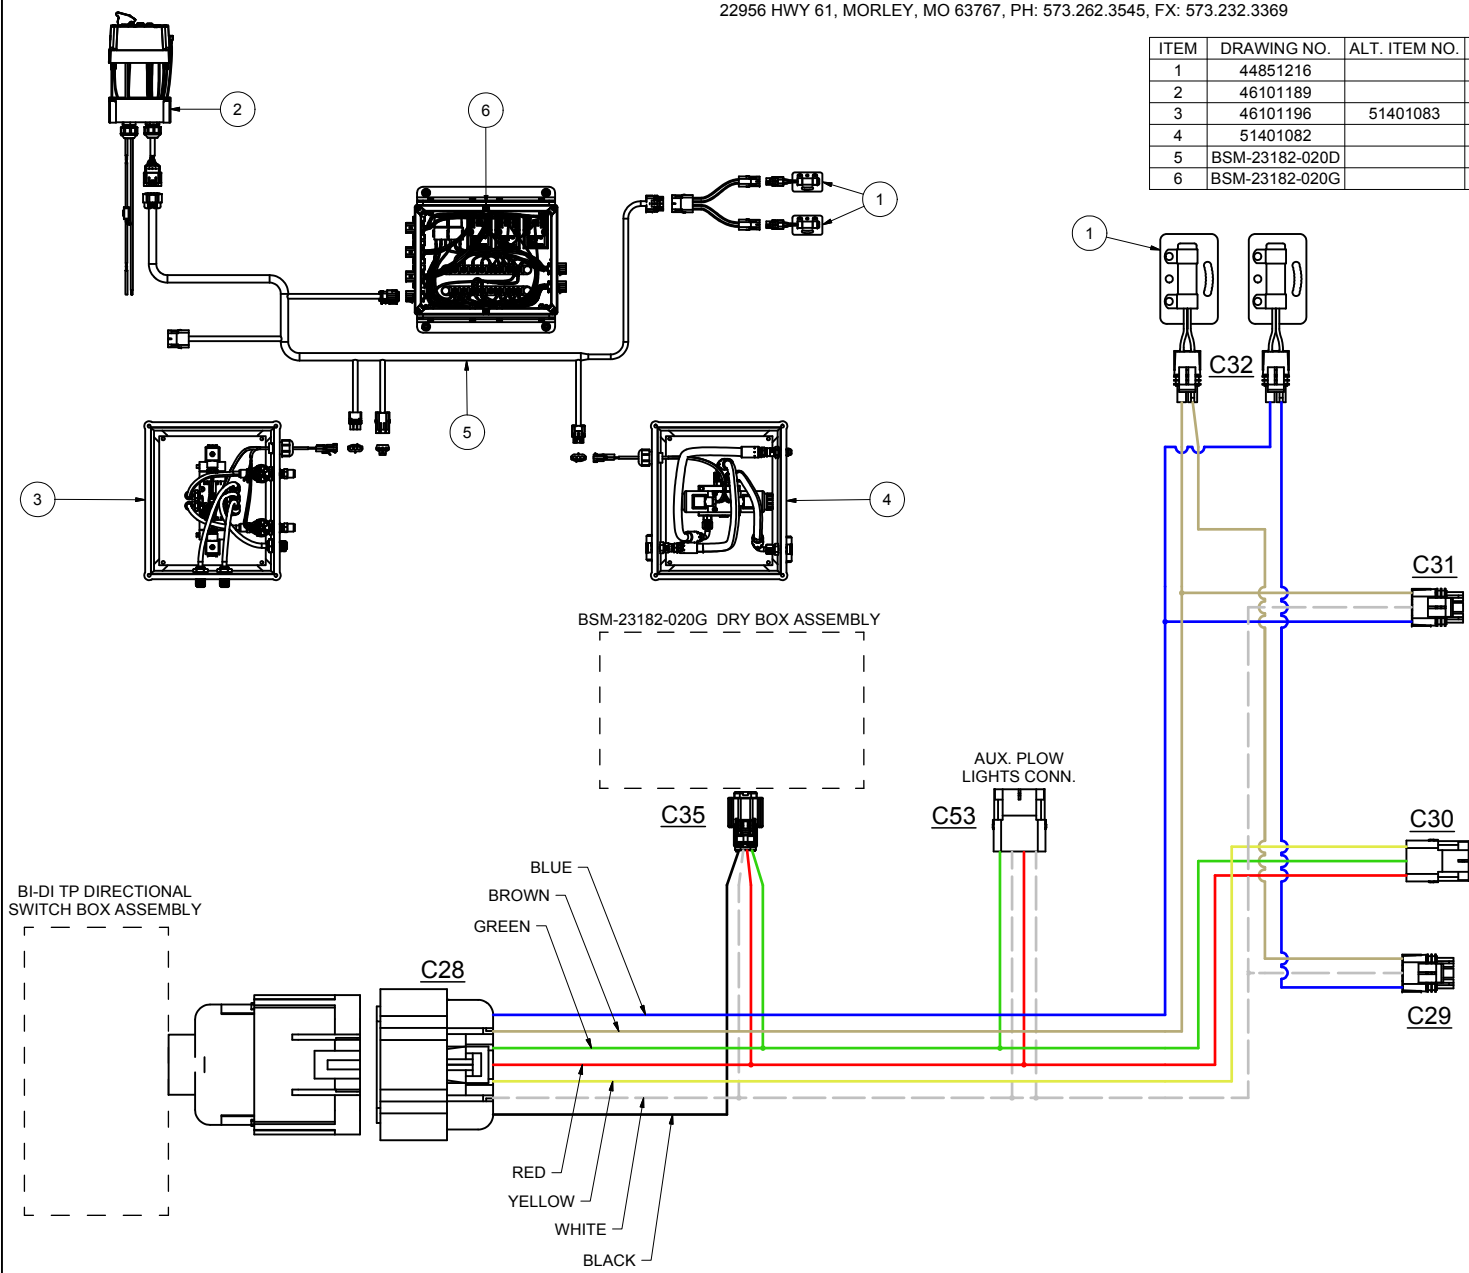 22956 HWY 61, MORLEY, MO 63767, PH: 573.262.3545, FX: 573.232.3369
ITEM DRAWING NO. ALT. ITEM NO.
1 44851216
2 46101189
3 46101196 51401083
4 51401082
5 BSM-23182-020D
6 BSM-23182-020G
2
6
1
1
5
3
4
C32
C31
BSM-23182-020G DRY BOX ASSEMBLY
AUX. PLOW
LIGHTS CONN.
C35
C53
C30
BLUE
BROWN
GREEN
BI-DI TP DIRECTIONAL
SWITCH BOX ASSEMBLY
C28
C29
RED
YELLOW
WHITE
BLACK